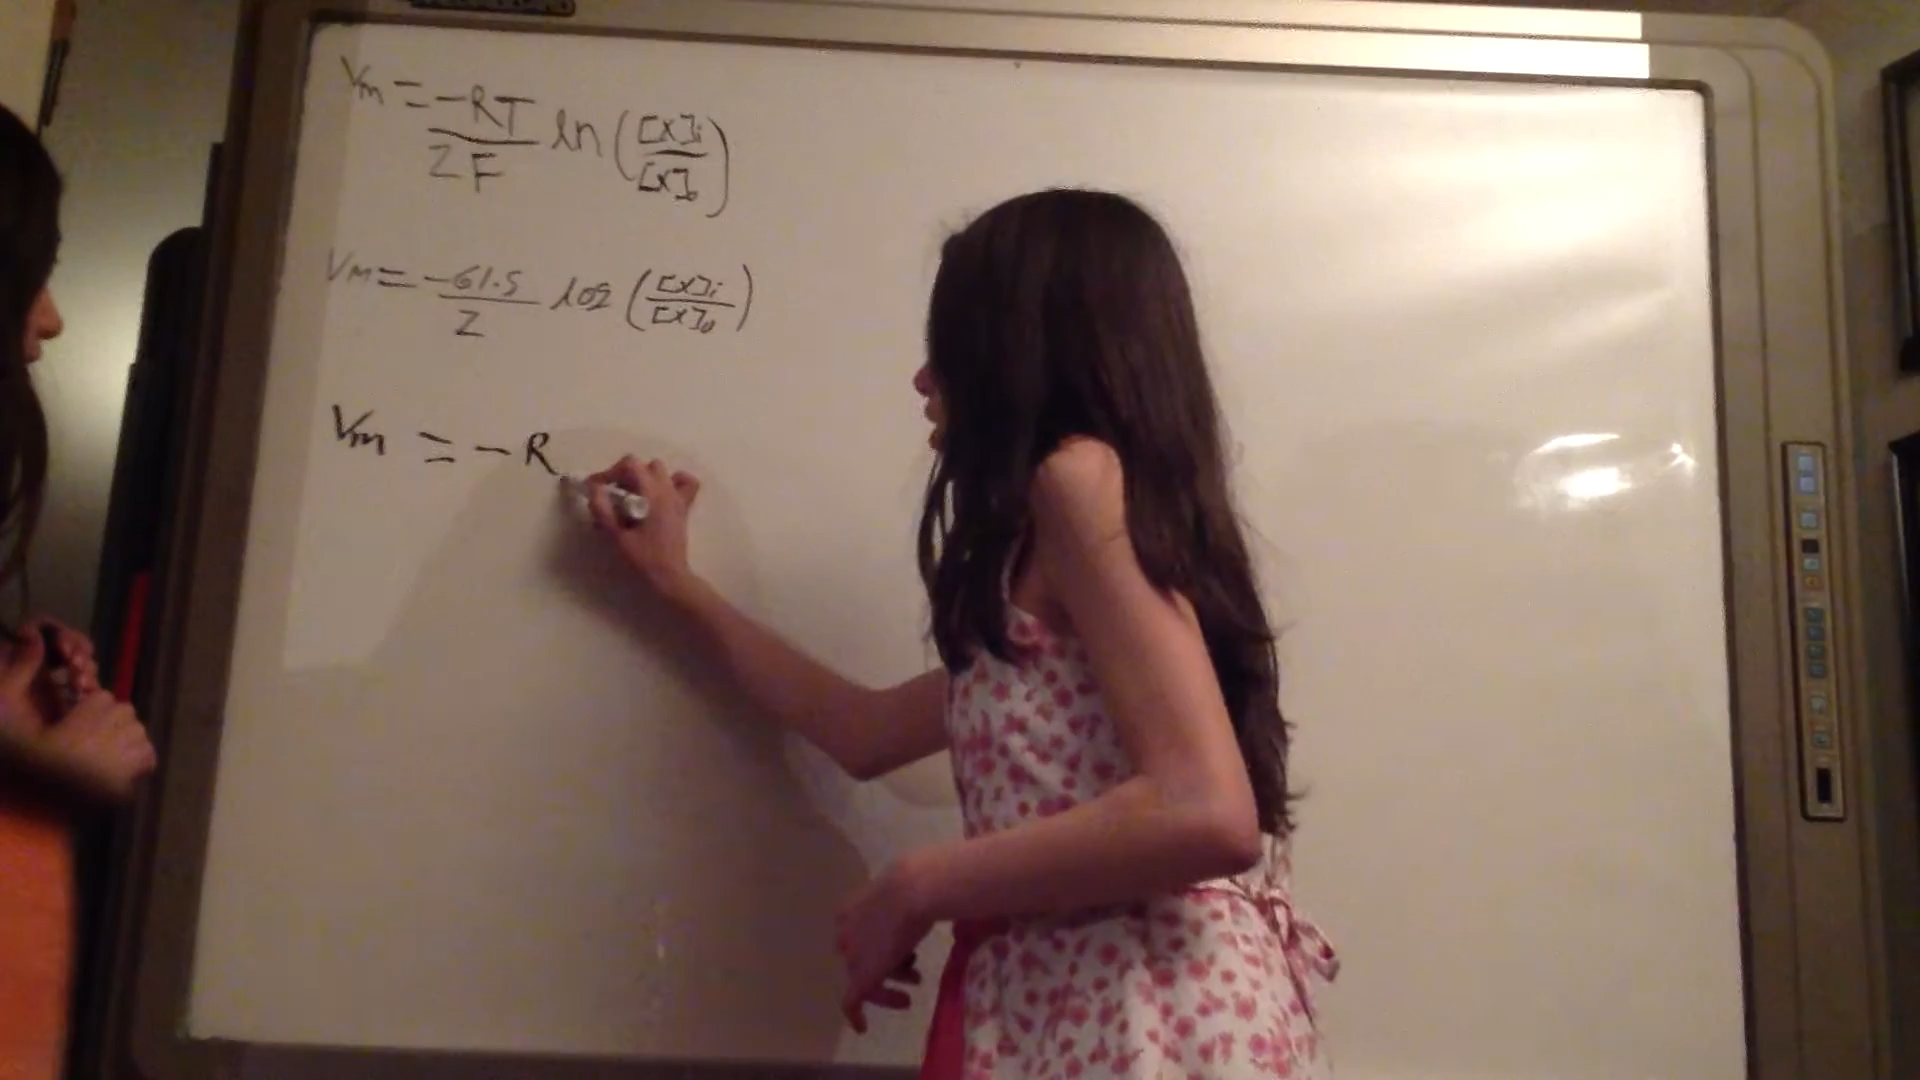 Vm = -RT/ZF ln([X]i/[X]o)
Vm = -61.5/Z log([X]i/[X]o)
Vm = -R